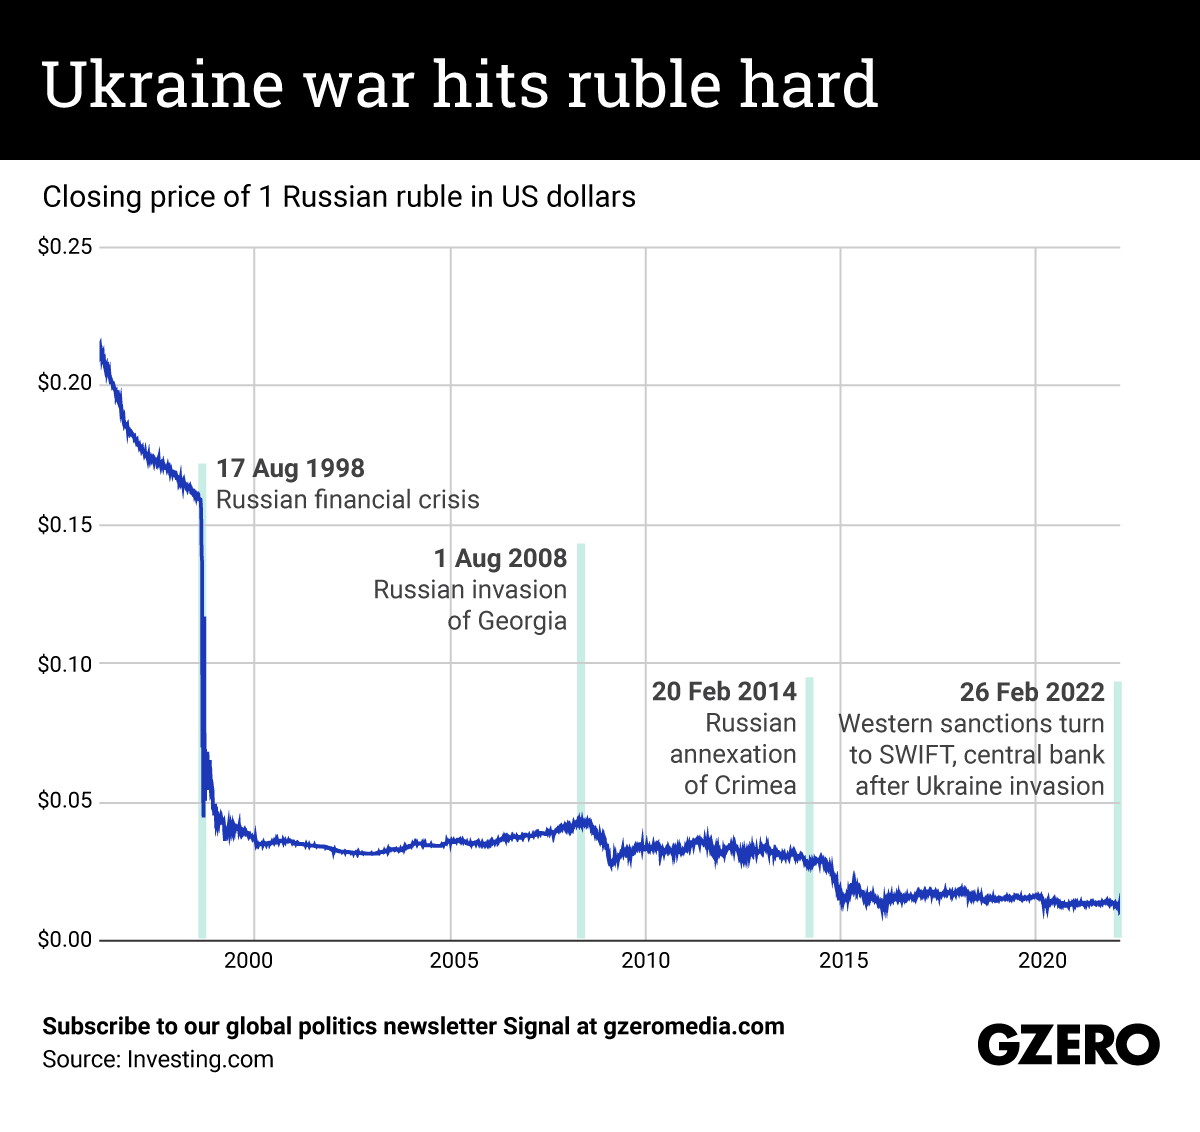 Ukraine war hits ruble hard
Closing price of 1 Russian ruble in US dollars
$0.25
$0.20
$0.15
$0.10
$0.05
$0.00
17 Aug 1998
Russian financial crisis
1 Aug 2008
Russian invasion
of Georgia
20 Feb 2014
Russian
annexation
of Crimea
26 Feb 2022
Western sanctions turn
to SWIFT, central bank
after Ukraine invasion
2000
2005
2010
2015
2020
Subscribe to our global politics newsletter Signal at gzeromedia.com
Source: Investing.com
GZERO